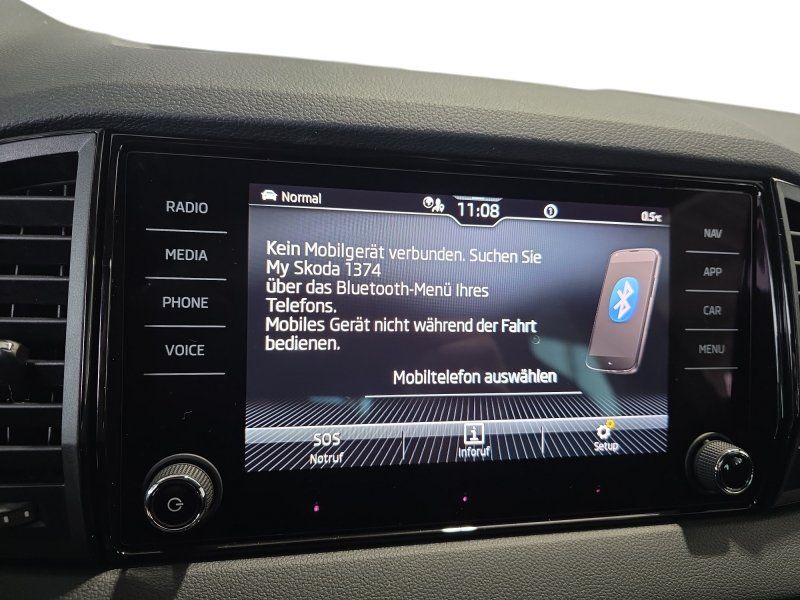 Normal
11:08
0.5°C
RADIO
MEDIA
PHONE
VOICE
Kein Mobilgerät verbunden. Suchen Sie
My Skoda 1374
über das Bluetooth-Menü Ihres
Telefons.
Mobiles Gerät nicht während der Fahrt
bedienen.
Mobiltelefon auswählen
SOS
Notruf
i
Inforuf
Setup
NAV
APP
CAR
MENU